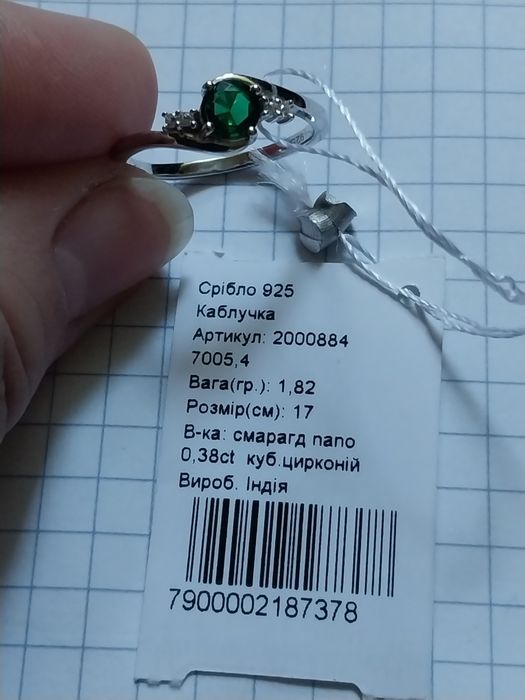 925
Срібло 925
Каблучка
Артикул: 2000884
7005,4
Вага(гр.): 1,82
Розмір(см): 17
В-ка: смарагд nano
0,38ct куб.цирконій
Вироб. Індія
7900002187378